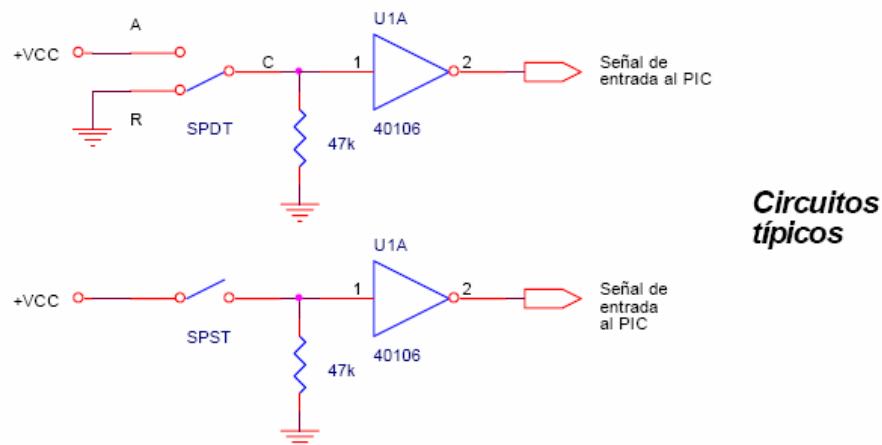 A
U1A
+VCC
C
1
2
Señal de
entrada al PIC
R
SPDT
47k
40106
Circuitos
típicos
U1A
+VCC
1
2
Señal de
entrada
al PIC
SPST
47k
40106